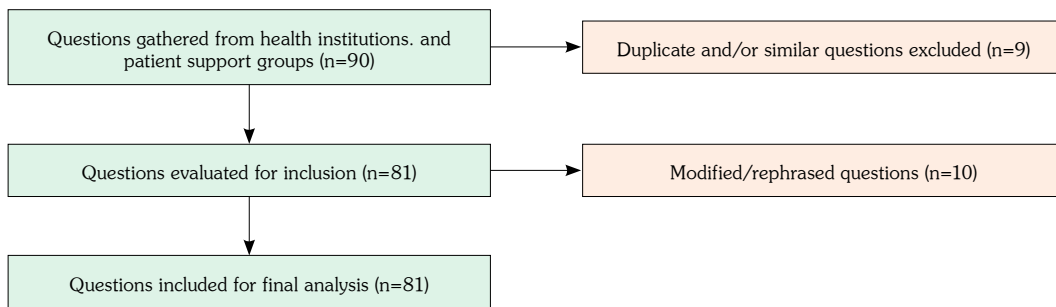 Questions gathered from health institutions. and
patient support groups (n=90)
Duplicate and/or similar questions excluded (n=9)
Questions evaluated for inclusion (n=81)
Modified/rephrased questions (n=10)
Questions included for final analysis (n=81)